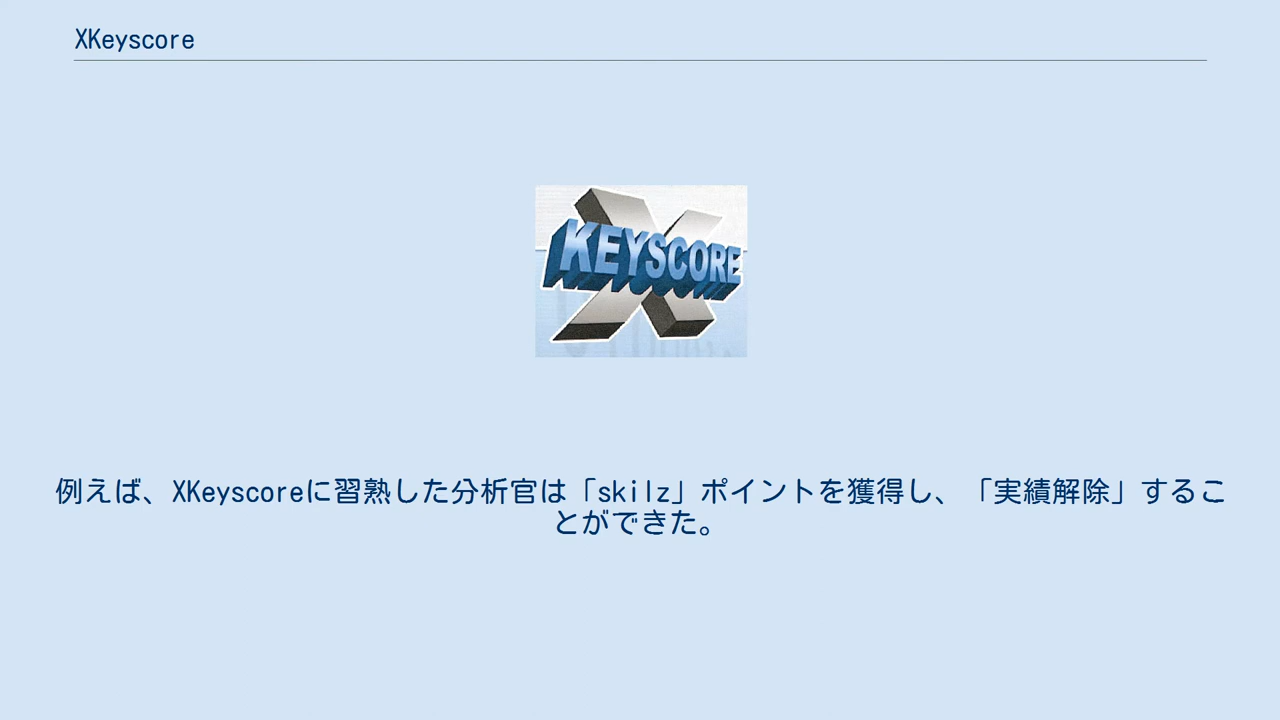 XKeyscore
X
KEYSCORE
例えば、XKeyscoreに習熟した分析官は「skilz」ポイントを獲得し、「実績解除」するこ
とができた。